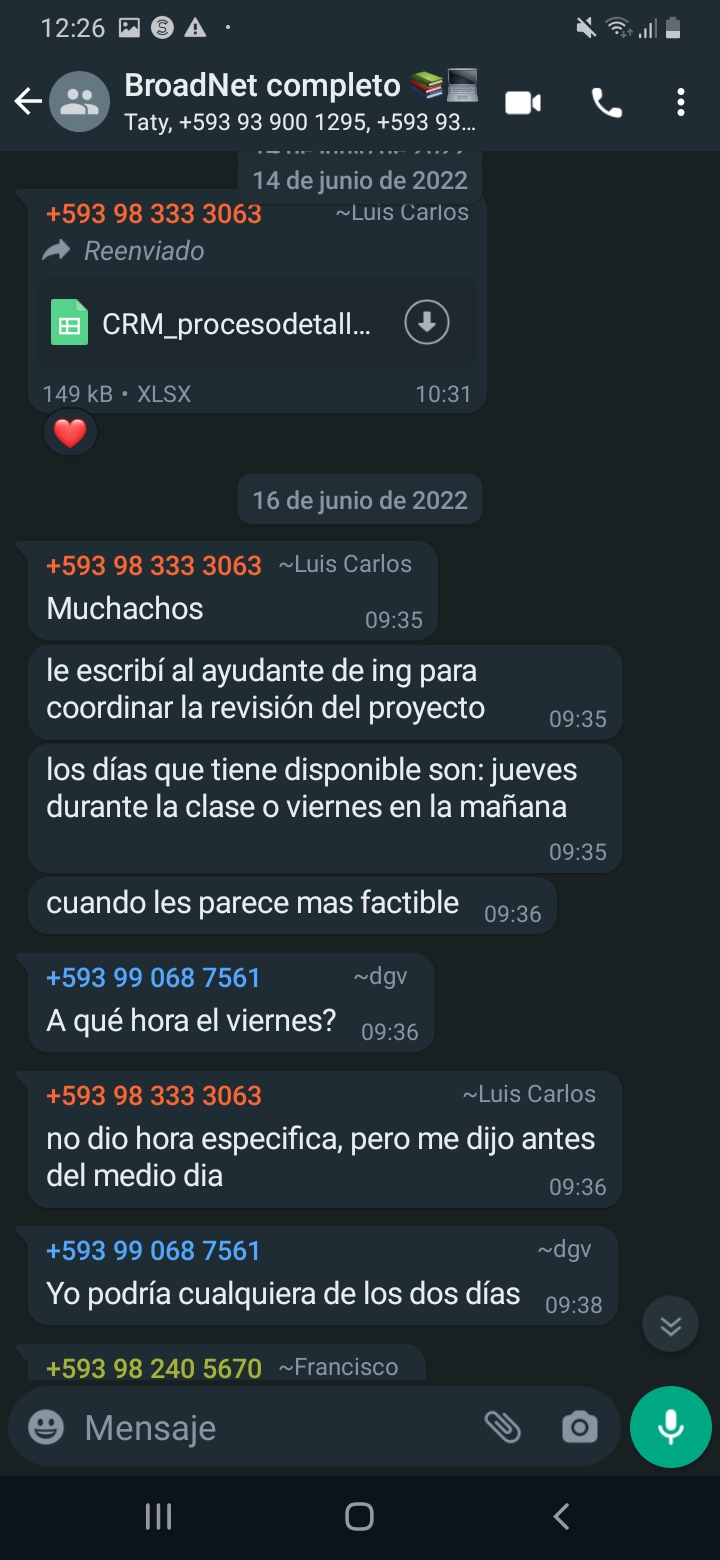 12:26
BroadNet completo
Taty, +593 93 900 1295, +593 93...
14 de junio de 2022
+593 98 333 3063 ~Luis Carlos
Reenviado
CRM_procesodetall...
149 kB • XLSX 10:31
16 de junio de 2022
+593 98 333 3063 ~Luis Carlos
Muchachos 09:35
le escribí al ayudante de ing para
coordinar la revisión del proyecto 09:35
los días que tiene disponible son: jueves
durante la clase o viernes en la mañana
09:35
cuando les parece mas factible 09:36
+593 99 068 7561 ~dgv
A qué hora el viernes? 09:36
+593 98 333 3063 ~Luis Carlos
no dio hora especifica, pero me dijo antes
del medio dia 09:36
+593 99 068 7561 ~dgv
Yo podría cualquiera de los dos días 09:38
+593 98 240 5670 ~Francisco
Mensaje